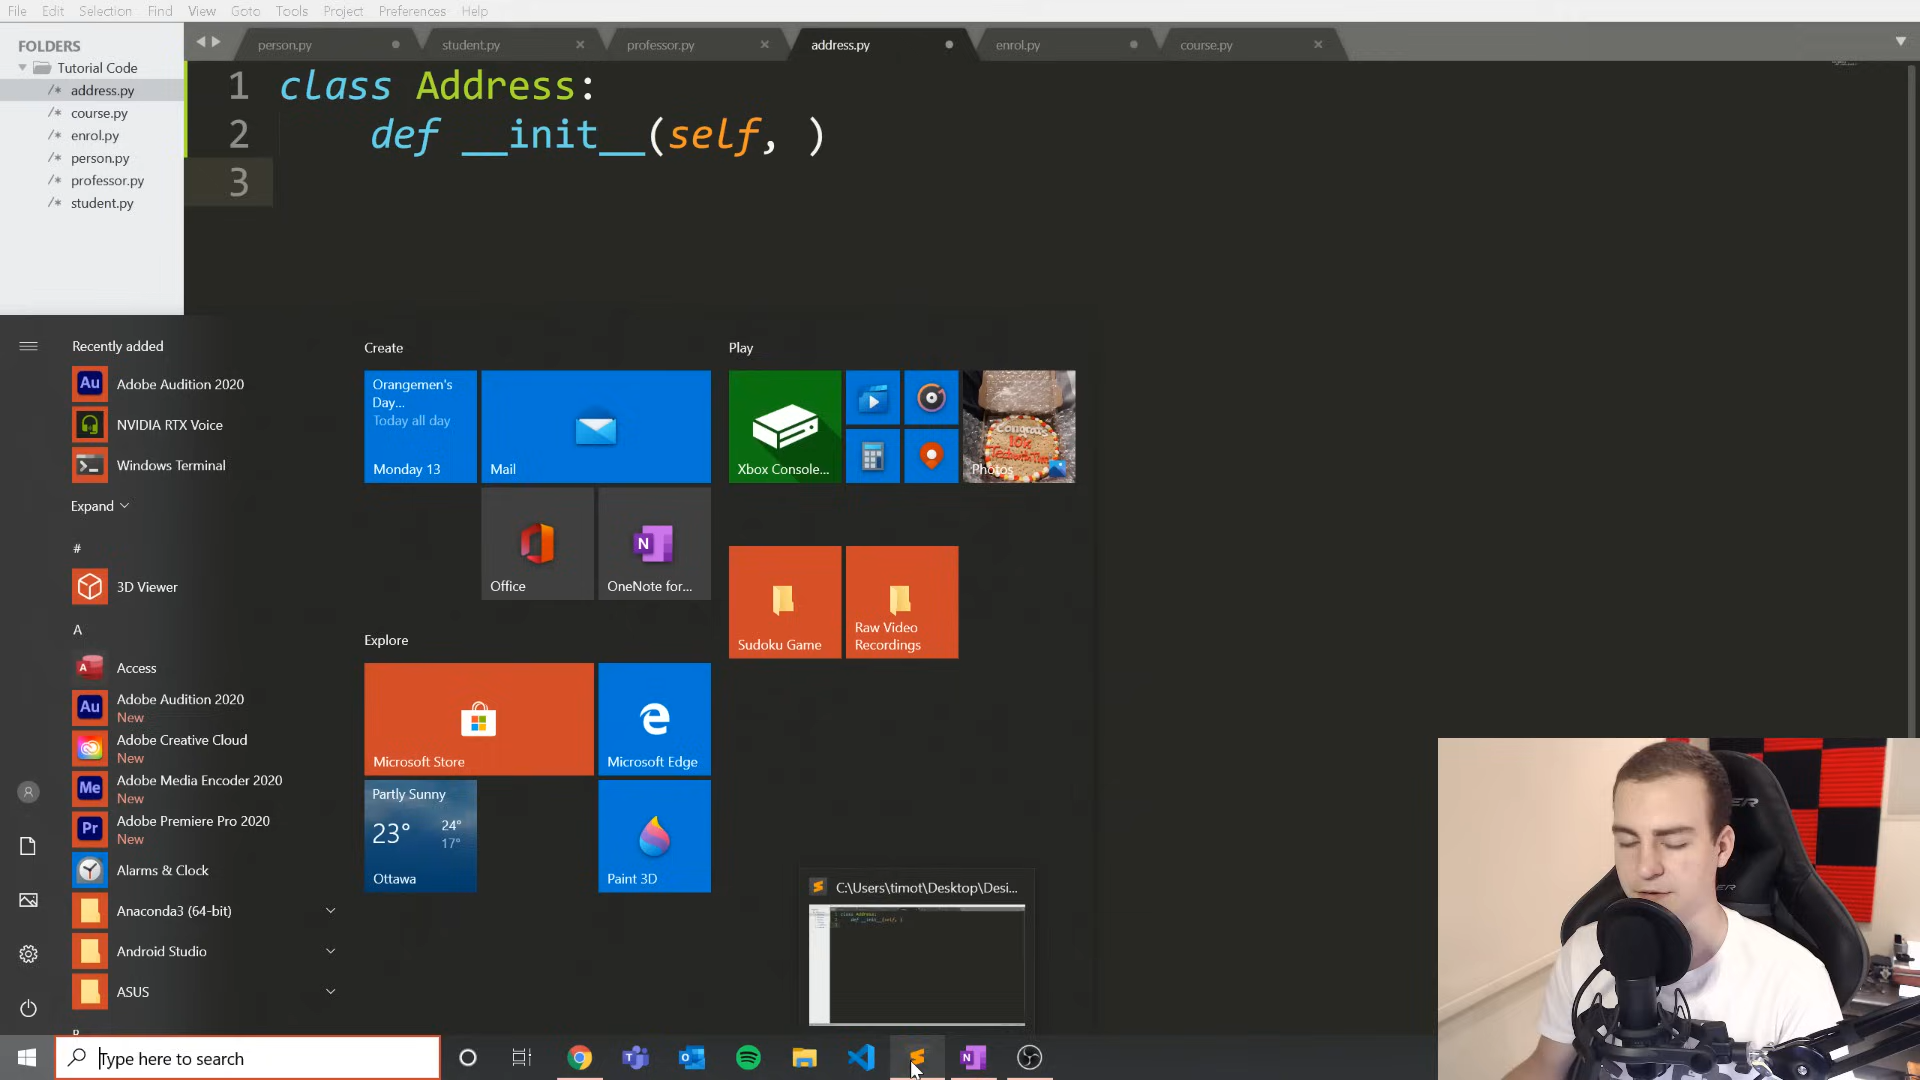 File Edit Selection Find View Goto Tools Project Preferences Help
FOLDERS
Tutorial Code
/* address.py
/* course.py
/* enrol.py
/* person.py
/* professor.py
/* student.py
person.py student.py professor.py address.py enrol.py course.py
1 class Address:
2 def __init__(self, )
3
Recently added
Adobe Audition 2020
NVIDIA RTX Voice
Windows Terminal
Expand
#
3D Viewer
A
Access
Adobe Audition 2020
New
Adobe Creative Cloud
New
Adobe Media Encoder 2020
New
Adobe Premiere Pro 2020
New
Alarms & Clock
Anaconda3 (64-bit)
Android Studio
ASUS
Create
Orangemen's
Day...
Today all day
Monday 13
Mail
Office
OneNote for...
Explore
Microsoft Store
Microsoft Edge
Partly Sunny
23° 24°
17°
Ottawa
Paint 3D
Play
Xbox Console...
Congrats
10k
Photos
Sudoku Game
Raw Video
Recordings
C:\Users\timot\Desktop\Desi...
Type here to search